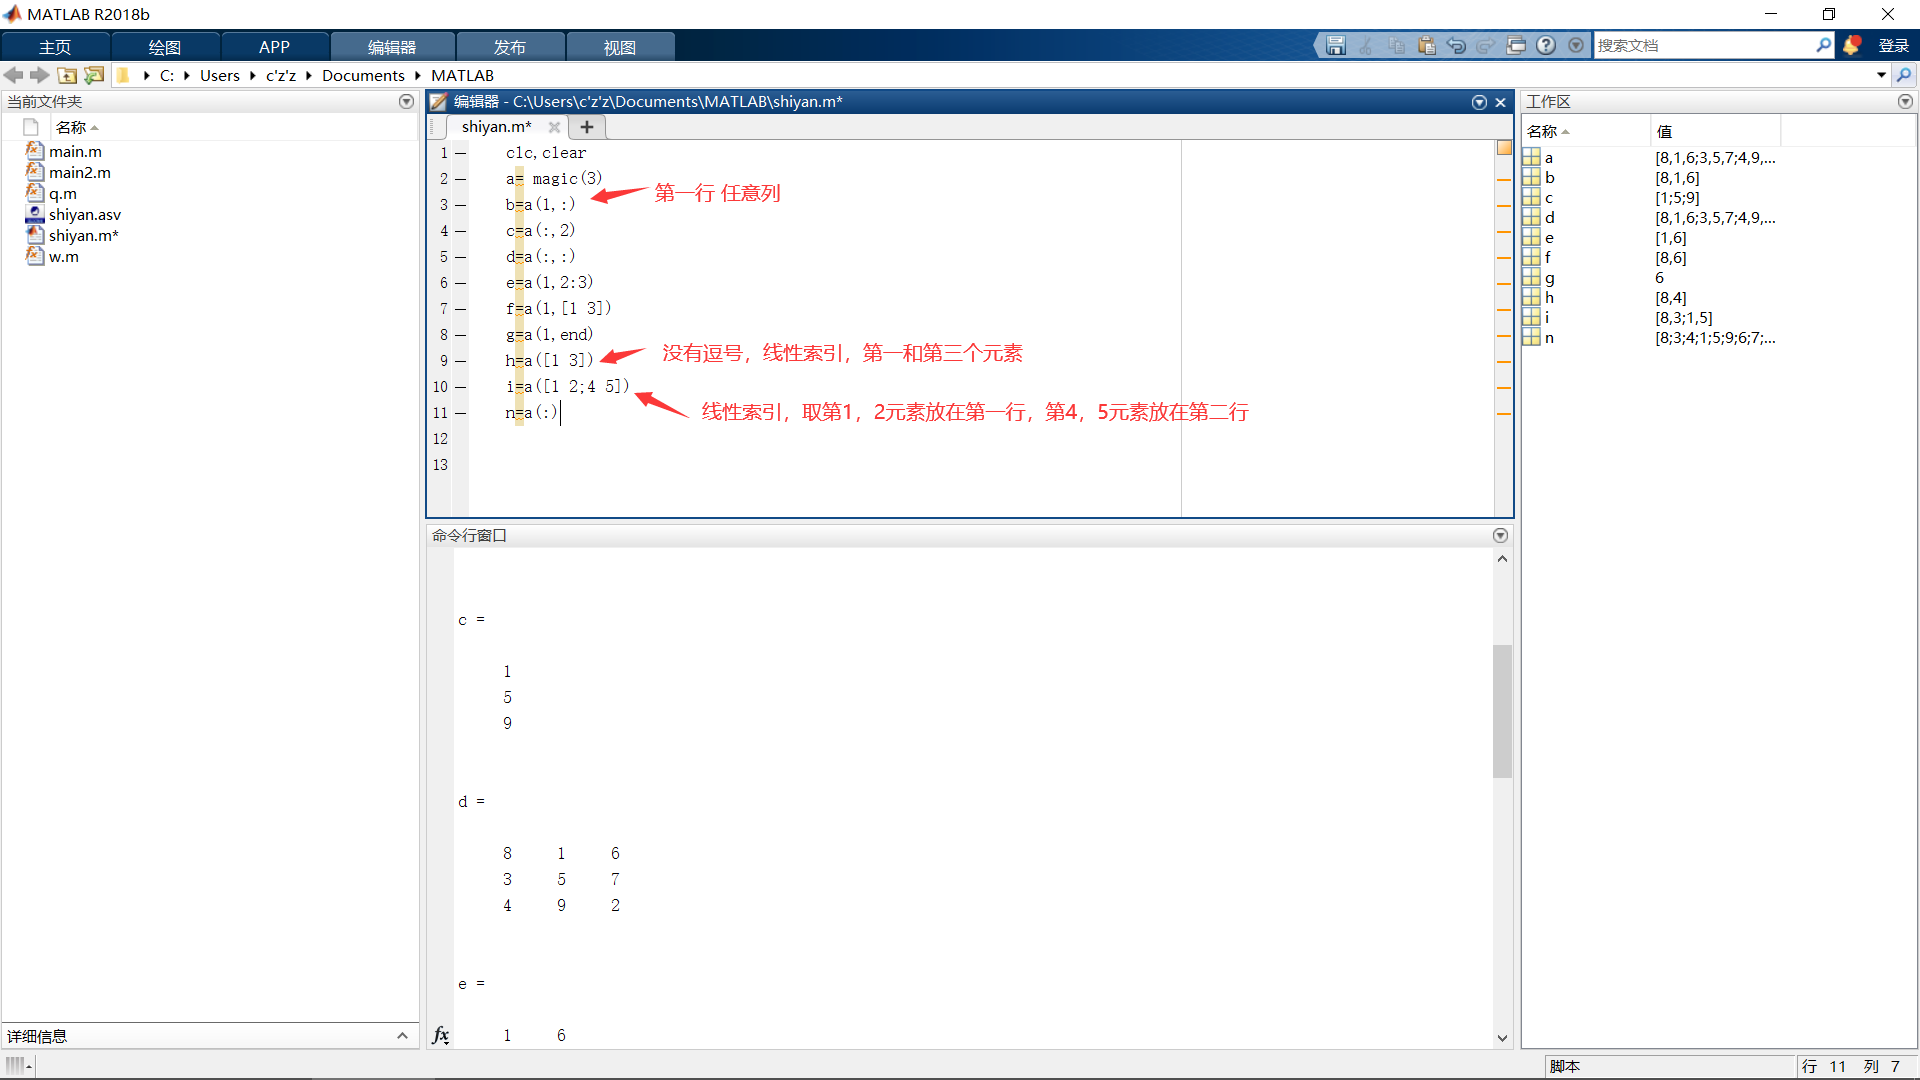 MATLAB R2018b
主页 绘图 APP 编辑器 发布 视图 搜索文档 登录
C: Users c'z'z Documents MATLAB
当前文件夹
名称
main.m
main2.m
q.m
shiyan.asv
shiyan.m*
w.m
详细信息
编辑器 - C:\Users\c'z'z\Documents\MATLAB\shiyan.m*
shiyan.m*
1 clc,clear
2 a= magic(3)
3 b=a(1,:)
第一行 任意列
4 c=a(:,2)
5 d=a(:,:)
6 e=a(1,2:3)
7 f=a(1,[1 3])
8 g=a(1,end)
9 h=a([1 3])
没有逗号，线性索引，第一和第三个元素
10 i=a([1 2;4 5])
11 n=a(:)
线性索引，取第1，2元素放在第一行，第4，5元素放在第二行
12
13
命令行窗口
c =
1
5
9
d =
8 1 6
3 5 7
4 9 2
e =
fx 1 6
工作区
名称 值
a [8,1,6;3,5,7;4,9,...
b [8,1,6]
c [1;5;9]
d [8,1,6;3,5,7;4,9,...
e [1,6]
f [8,6]
g 6
h [8,4]
i [8,3;1,5]
n [8;3;4;1;5;9;6;7;...
脚本 行 11 列 7